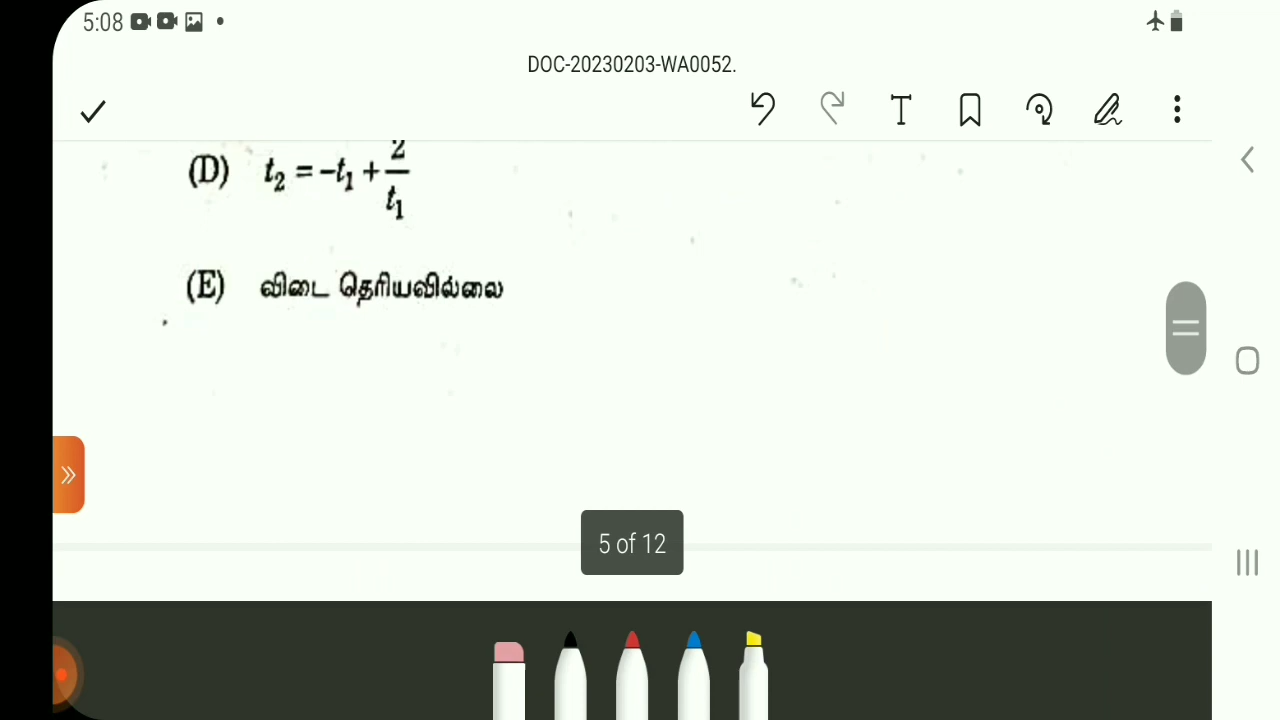 5:08
DOC-20230203-WA0052.
(D) t₂ = -t₁ + 2/t₁
(E) விடை தெரியவில்லை
5 of 12